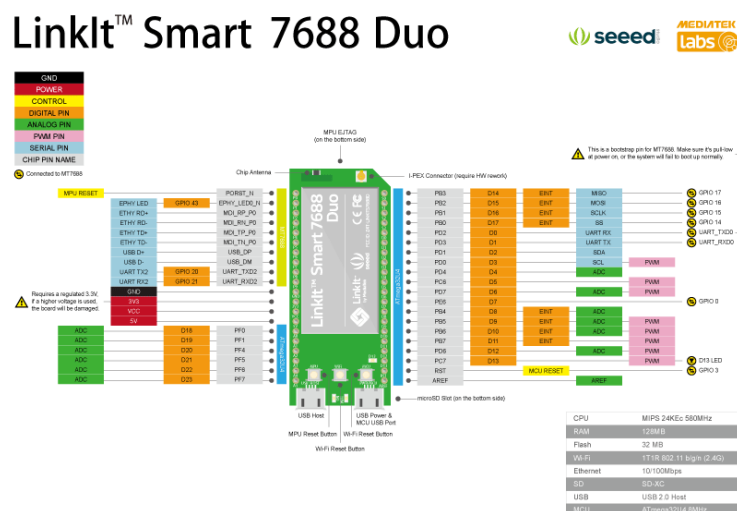 LinkIt™ Smart 7688 Duo
seeed
MEDIATEK
labs
GND
POWER
CONTROL
DIGITAL PIN
ANALOG PIN
PWM PIN
SERIAL PIN
CHIP PIN NAME
Connected to MT7688
MPU EJTAG
(on the bottom side)
This is a bootstrap pin for MT7688. Make sure it's pull-low
at power on, or the system will fail to boot up normally
Chip Antenna
I-PEX Connector (require HW rework)
MPU RESET PORST_N
EPHY LED GPIO 43 EPHY_LED0_N
ETHY RO+ MDI_RP_P0
ETHY RD- MDI_RN_P0
ETHY TD+ MDI_TP_P0
ETHY TD- MDI_TN_P0
USB D+ USB_DP
USB D- USB_DM
UART TX2 GPIO 20 UART_TXD2
UART RX2 GPIO 21 UART_RXD2
GND
3V3
VCC
5V
Requires a regulated 3.3V,
if a higher voltage is used,
the board will be damaged.
ADC D18 PF0
ADC D19 PF1
ADC D20 PF4
ADC D21 PF5
ADC D22 PF6
ADC D23 PF7
ATmega32U4
LinkIt™ Smart 7688
Duo
LinkIt
seeed
ATmega32U4
PB3 D14 EINT MISO GPIO 17
PB2 D15 EINT MOSI GPIO 16
PB1 D16 EINT SCLK GPIO 15
PB0 D17 EINT SS GPIO 14
PD2 D0 UART RX UART_TXD0
PD3 D1 UART TX UART_RXD0
PD1 D2 SDA
PD0 D3 SCL PWM
PD4 D4 ADC
PC6 D5 PWM
PD7 D6 ADC PWM
PE6 D7 GPIO 0
PB4 D8 EINT ADC
PB5 D9 EINT ADC PWM
PB6 D10 EINT ADC PWM
PB7 D11 EINT PWM
PD6 D12 ADC PWM
PC7 D13 PWM D13 LED
RST MCU RESET GPIO 3
AREF AREF
microSD Slot (on the bottom side)
USB Host
USB Power &
MCU USB Port
MPU Reset Button
Wi-Fi Reset Button
Wi-Fi Reset Button
CPU MIPS 24KEc 580MHz
RAM 128MB
Flash 32 MB
Wi-Fi 1T1R 802.11 b/g/n (2.4G)
Ethernet 10/100Mbps
SD SD-XC
USB USB 2.0 Host
MCU ATmega32U4 8MHz